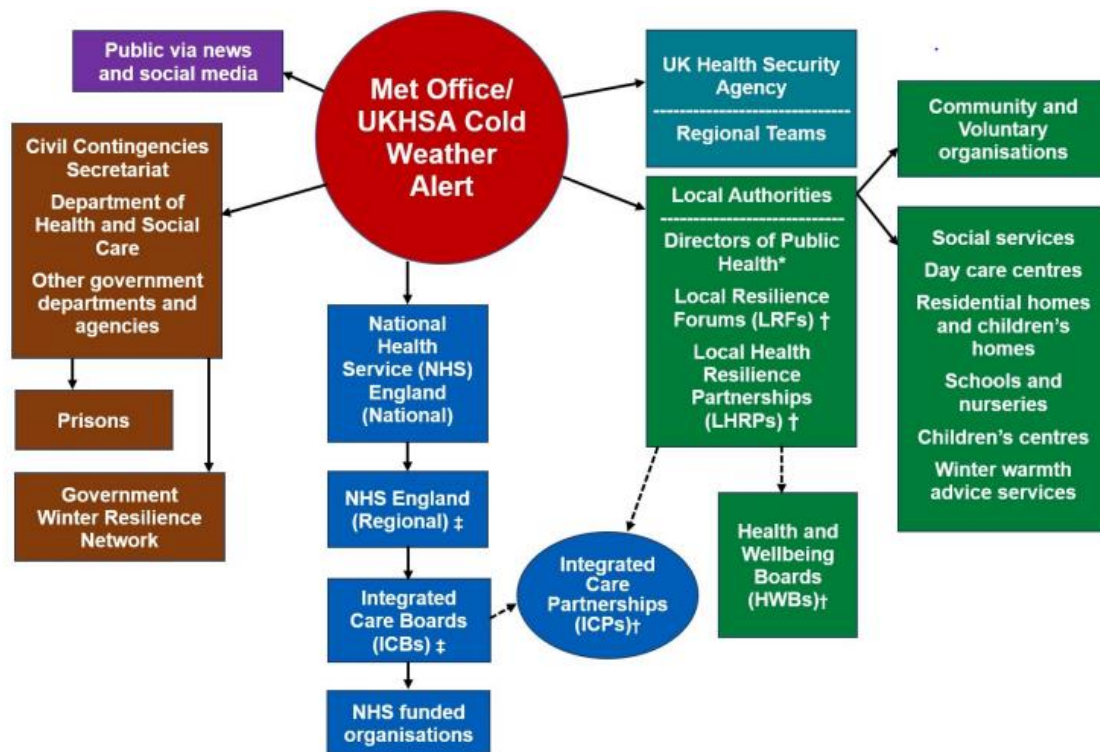 Public via news
and social media
Met Office/
UKHSA Cold
Weather
Alert
UK Health Security
Agency
Regional Teams
Community and
Voluntary
organisations
Civil Contingencies
Secretariat
Department of
Health and Social
Care
Other government
departments and
agencies
Prisons
Government
Winter Resilience
Network
National
Health
Service (NHS)
England
(National)
NHS England
(Regional) ‡
Integrated
Care Boards
(ICBs) ‡
NHS funded
organisations
Local Authorities
Directors of Public
Health*
Local Resilience
Forums (LRFs) †
Local Health
Resilience
Partnerships
(LHRPs) †
Integrated
Care
Partnerships
(ICPs)†
Health and
Wellbeing
Boards
(HWBs)†
Social services
Day care centres
Residential homes
and children's
homes
Schools and
nurseries
Children's centres
Winter warmth
advice services